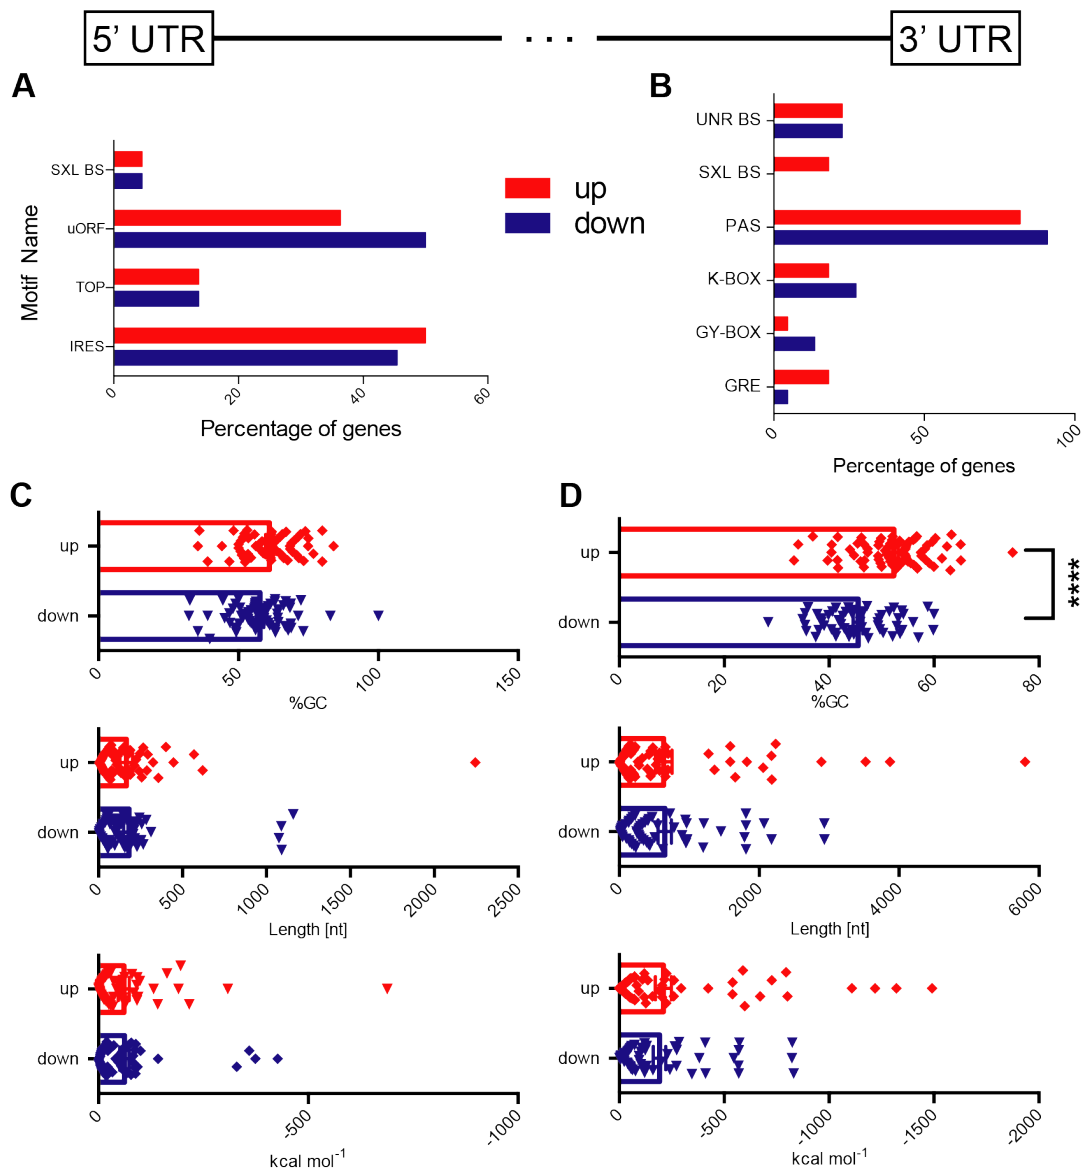 5’ UTR
. . .
3’ UTR
A
B
SXL BS
uORF
TOP
IRES
Motif Name
0
20
40
60
Percentage of genes
up
down
UNR BS
SXL BS
PAS
K-BOX
GY-BOX
GRE
0
50
100
Percentage of genes
C
up
down
0
50
100
150
%GC
up
down
0
500
1000
1500
2000
2500
Length [nt]
up
down
0
-500
-1000
kcal mol-1
D
up
down
****
0
20
40
60
80
%GC
up
down
0
2000
4000
6000
Length [nt]
up
down
0
-500
-1000
-1500
-2000
kcal mol-1